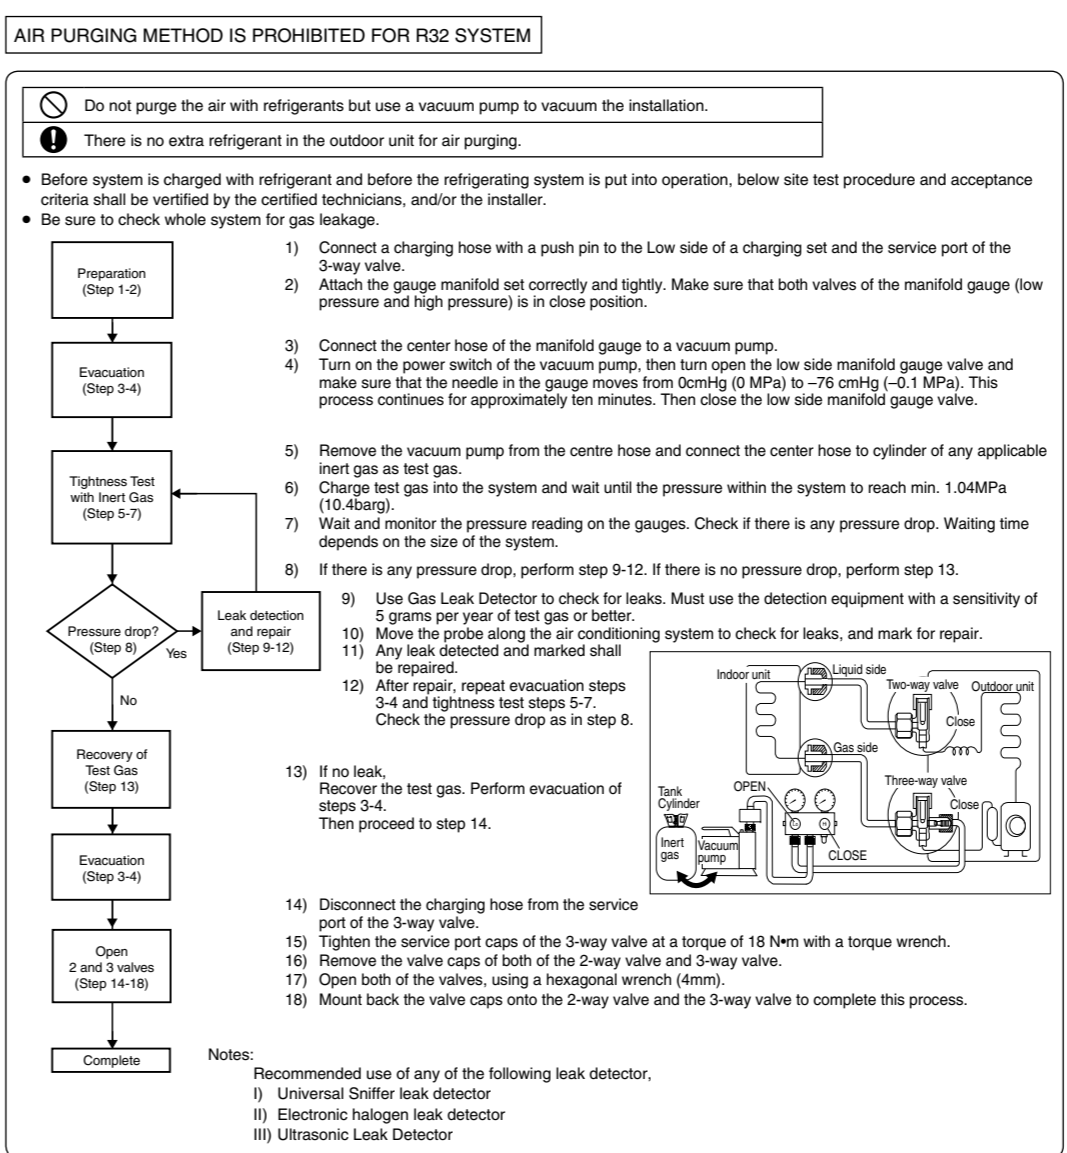 AIR PURGING METHOD IS PROHIBITED FOR R32 SYSTEM
Do not purge the air with refrigerants but use a vacuum pump to vacuum the installation.
There is no extra refrigerant in the outdoor unit for air purging.
● Before system is charged with refrigerant and before the refrigerating system is put into operation, below site test procedure and acceptance
criteria shall be vertified by the certified technicians, and/or the installer.
● Be sure to check whole system for gas leakage.
Preparation
(Step 1-2)
1) Connect a charging hose with a push pin to the Low side of a charging set and the service port of the
3-way valve.
2) Attach the gauge manifold set correctly and tightly. Make sure that both valves of the manifold gauge (low
pressure and high pressure) is in close position.
Evacuation
(Step 3-4)
3) Connect the center hose of the manifold gauge to a vacuum pump.
4) Turn on the power switch of the vacuum pump, then turn open the low side manifold gauge valve and
make sure that the needle in the gauge moves from 0cmHg (0 MPa) to –76 cmHg (–0.1 MPa). This
process continues for approximately ten minutes. Then close the low side manifold gauge valve.
Tightness Test
with Inert Gas
(Step 5-7)
5) Remove the vacuum pump from the centre hose and connect the center hose to cylinder of any applicable
inert gas as test gas.
6) Charge test gas into the system and wait until the pressure within the system to reach min. 1.04MPa
(10.4barg).
7) Wait and monitor the pressure reading on the gauges. Check if there is any pressure drop. Waiting time
depends on the size of the system.
8) If there is any pressure drop, perform step 9-12. If there is no pressure drop, perform step 13.
Pressure drop?
(Step 8)
Yes
No
Leak detection
and repair
(Step 9-12)
9) Use Gas Leak Detector to check for leaks. Must use the detection equipment with a sensitivity of
5 grams per year of test gas or better.
10) Move the probe along the air conditioning system to check for leaks, and mark for repair.
11) Any leak detected and marked shall
be repaired.
12) After repair, repeat evacuation steps
3-4 and tightness test steps 5-7.
Check the pressure drop as in step 8.
Indoor unit
Liquid side
Two-way valve
Outdoor unit
Close
Gas side
Three-way valve
Close
OPEN
Tank
Cylinder
Lo
Hi
Inert
gas
Vacuum
pump
CLOSE
Recovery of
Test Gas
(Step 13)
13) If no leak,
Recover the test gas. Perform evacuation of
steps 3-4.
Then proceed to step 14.
Evacuation
(Step 3-4)
Open
2 and 3 valves
(Step 14-18)
14) Disconnect the charging hose from the service
port of the 3-way valve.
15) Tighten the service port caps of the 3-way valve at a torque of 18 N•m with a torque wrench.
16) Remove the valve caps of both of the 2-way valve and 3-way valve.
17) Open both of the valves, using a hexagonal wrench (4mm).
18) Mount back the valve caps onto the 2-way valve and the 3-way valve to complete this process.
Complete
Notes:
Recommended use of any of the following leak detector,
I) Universal Sniffer leak detector
II) Electronic halogen leak detector
III) Ultrasonic Leak Detector